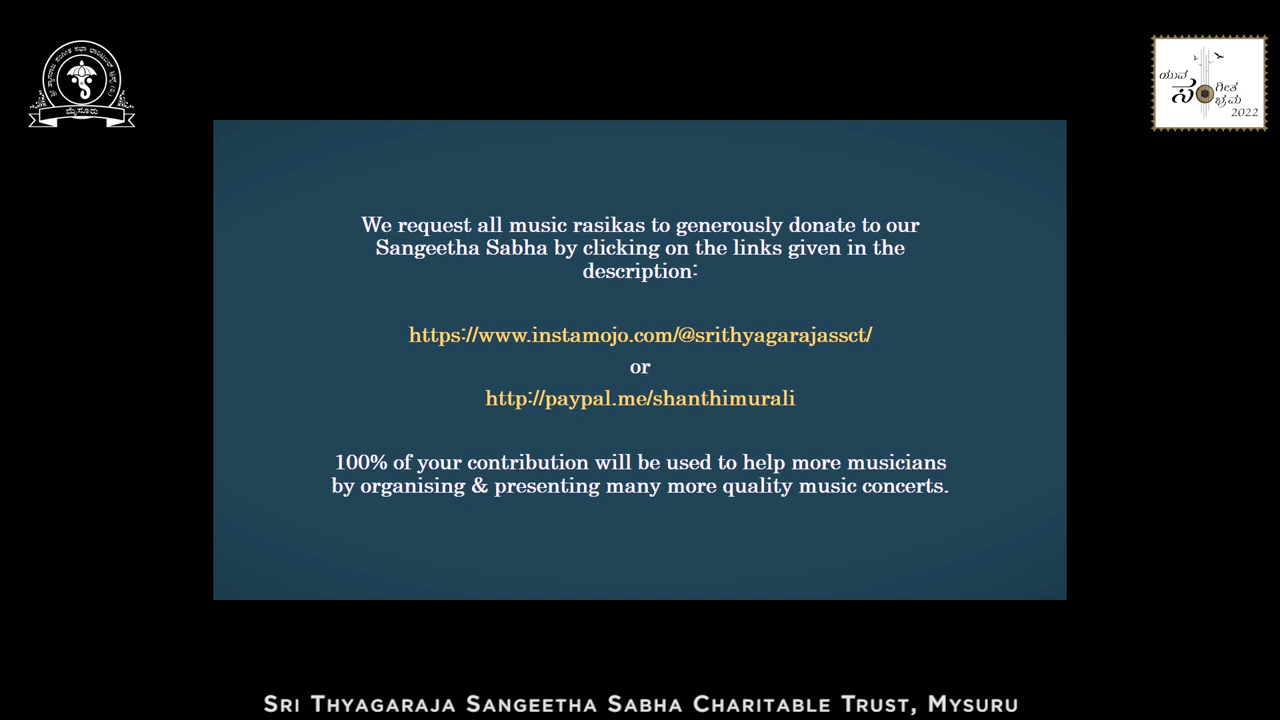 ಮೈಸೂರು
ಯುವ
ಸಂಗೀತ
ಸಂಭ್ರಮ
2022
We request all music rasikas to generously donate to our
Sangeetha Sabha by clicking on the links given in the
description:
https://www.instamojo.com/@srithyagarajassct/
or
http://paypal.me/shanthimurali
100% of your contribution will be used to help more musicians
by organising & presenting many more quality music concerts.
SRI THYAGARAJA SANGEETHA SABHA CHARITABLE TRUST, MYSURU